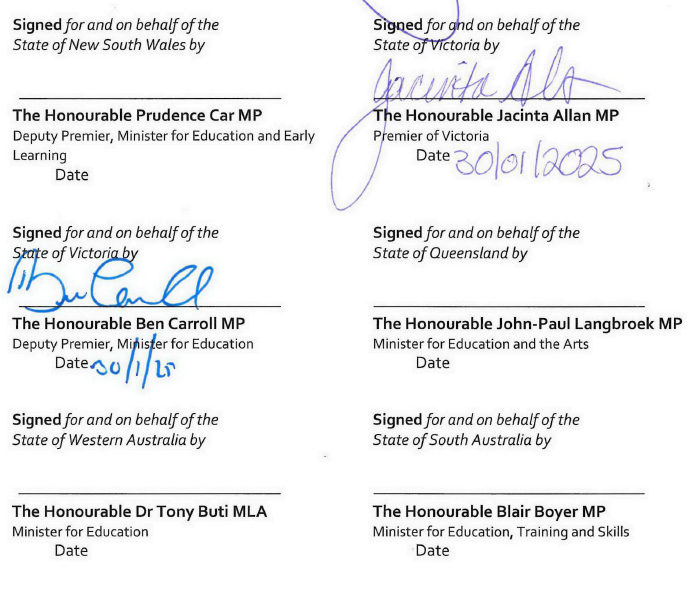 Signed for and on behalf of the
State of New South Wales by
The Honourable Prudence Car MP
Deputy Premier, Minister for Education and Early
Learning
Date
Signed for and on behalf of the
State of Victoria by
Jacinta Allan
The Honourable Jacinta Allan MP
Premier of Victoria
Date 30/01/2025
Signed for and on behalf of the
State of Victoria by
Ben Carroll
The Honourable Ben Carroll MP
Deputy Premier, Minister for Education
Date 30/1/25
Signed for and on behalf of the
State of Queensland by
The Honourable John-Paul Langbroek MP
Minister for Education and the Arts
Date
Signed for and on behalf of the
State of Western Australia by
The Honourable Dr Tony Buti MLA
Minister for Education
Date
Signed for and on behalf of the
State of South Australia by
The Honourable Blair Boyer MP
Minister for Education, Training and Skills
Date